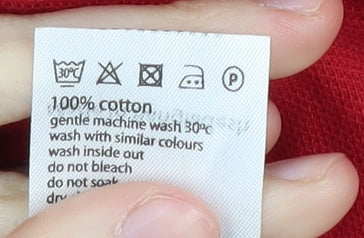 30°C P
100% cotton
gentle machine wash 30°c
wash with similar colours
wash inside out
do not bleach
do not soak